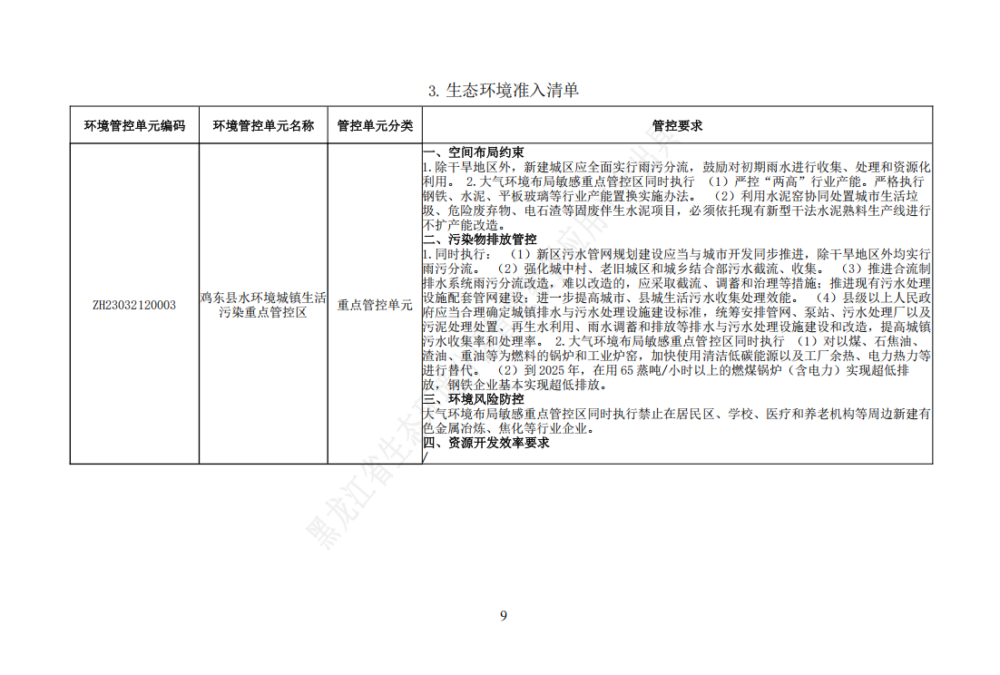 3. 生态环境准入清单
环境管控单元编码 环境管控单元名称 管控单元分类 管控要求
ZH23032120003
鸡东县水环境城镇生活
污染重点管控区
重点管控单元
一、空间布局约束
1.除干旱地区外，新建城区应全面实行雨污分流，鼓励对初期雨水进行收集、处理和资源化
利用。 2.大气环境布局敏感重点管控区同时执行 （1）严控“两高”行业产能。严格执行
钢铁、水泥、平板玻璃等行业产能置换实施办法。 （2）利用水泥窑协同处置城市生活垃
圾、危险废弃物、电石渣等固废伴生水泥项目，必须依托现有新型干法水泥熟料生产线进行
不扩产能改造。
二、污染物排放管控
1.同时执行： （1）新区污水管网规划建设应当与城市开发同步推进，除干旱地区外均实行
雨污分流。 （2）强化城中村、老旧城区和城乡结合部污水截流、收集。 （3）推进合流制
排水系统雨污分流改造，难以改造的，应采取截流、调蓄和治理等措施；推进现有污水处理
设施配套管网建设；进一步提高城市、县城生活污水收集处理效能。 （4）县级以上人民政
府应当合理确定城镇排水与污水处理设施建设标准，统筹安排管网、泵站、污水处理厂以及
污泥处理处置、再生水利用、雨水调蓄和排放等排水与污水处理设施建设和改造，提高城镇
污水收集率和处理率。 2.大气环境布局敏感重点管控区同时执行 （1）对以煤、石焦油、
渣油、重油等为燃料的锅炉和工业炉窑，加快使用清洁低碳能源以及工厂余热、电力热力等
进行替代。 （2）到 2025 年，在用 65 蒸吨/小时以上的燃煤锅炉（含电力）实现超低排
放，钢铁企业基本实现超低排放。
三、环境风险防控
大气环境布局敏感重点管控区同时执行禁止在居民区、学校、医疗和养老机构等周边新建有
色金属冶炼、焦化等行业企业。
四、资源开发效率要求
/
黑龙江省生态环
应用
出具
9